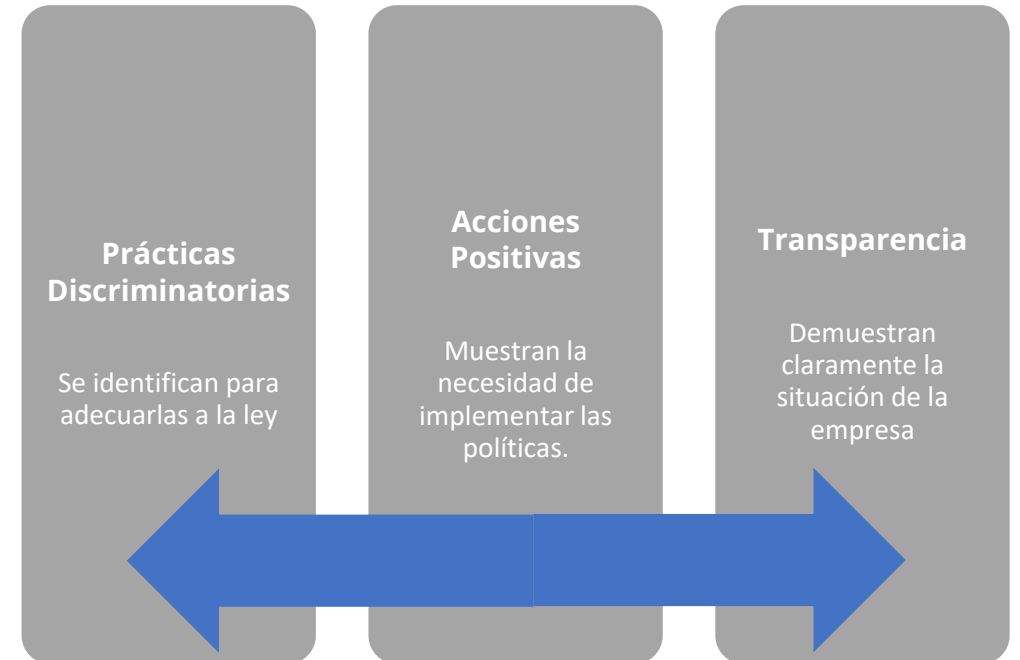 Prácticas
Discriminatorias
Se identifican para
adecuarlas a la ley
Acciones
Positivas
Muestran la
necesidad de
implementar las
políticas.
Transparencia
Demuestran
claramente la
situación de la
empresa